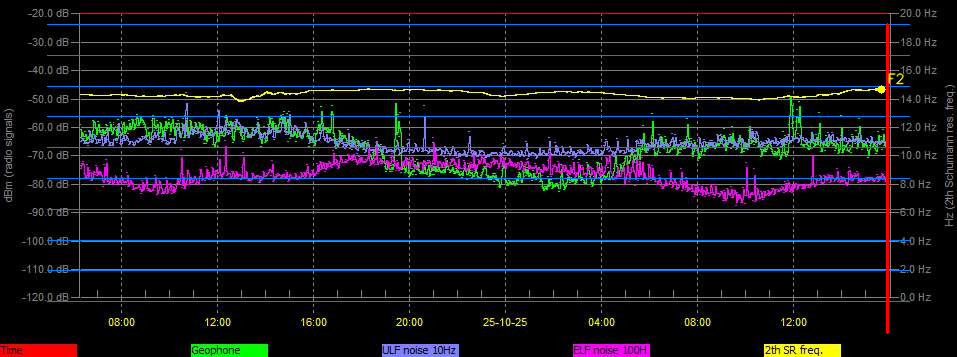 -20.0 dB 20.0 Hz
-30.0 dB 18.0 Hz
-40.0 dB 16.0 Hz
F2
-50.0 dB 14.0 Hz
-60.0 dB 12.0 Hz
-70.0 dB 10.0 Hz
-80.0 dB 8.0 Hz
-90.0 dB 6.0 Hz
-100.0 dB 4.0 Hz
-110.0 dB 2.0 Hz
-120.0 dB 0.0 Hz
dBm (radio signals)
Hz (2th Schumann res. freq.)
08:00 12:00 16:00 20:00 25-10-25 04:00 08:00 12:00
Time Geophone ULF noise 10Hz ELF noise 100H 2th SR freq.